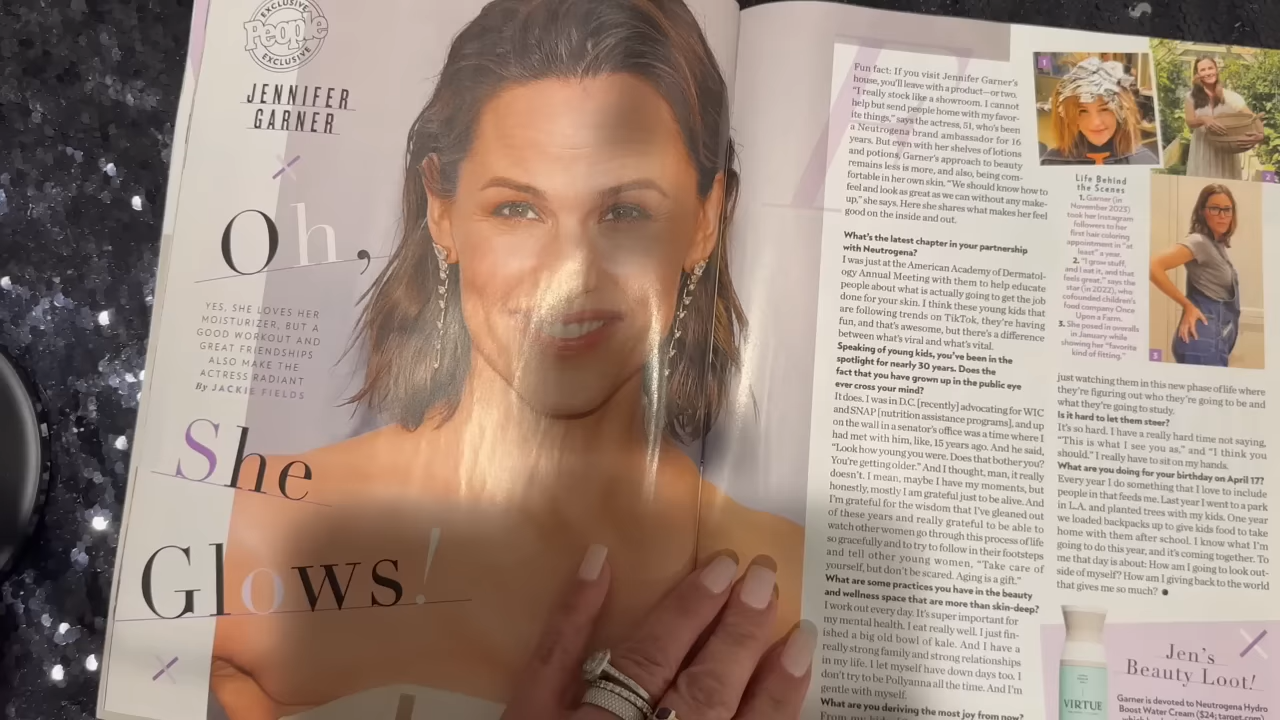 EXCLUSIVE
People
EXCLUSIVE
JENNIFER
GARNER
Oh,
YES, SHE LOVES HER
MOISTURIZER, BUT A
GOOD WORKOUT AND
GREAT FRIENDSHIPS
ALSO MAKE THE
ACTRESS RADIANT
By JACKIE FIELDS
She
Glows!
Fun fact: If you visit Jennifer Garner's
house, you'll leave with a product—or two.
"I really stock like a showroom. I cannot
help but send people home with my favor-
ite things," says the actress, 51, who's been
a Neutrogena brand ambassador for 16
years. But even with her shelves of lotions
and potions, Garner's approach to beauty
remains less is more, and also, being com-
fortable in her own skin. "We should know how to
feel and look as great as we can without any make-
up," she says. Here she shares what makes her feel
good on the inside and out.
What's the latest chapter in your partnership
with Neutrogena?
I was just at the American Academy of Dermatol-
ogy Annual Meeting with them to help educate
people about what is actually going to get the job
done for your skin. I think these young kids that
are following trends on TikTok, they're having
fun, and that's awesome, but there's a difference
between what's viral and what's vital.
Speaking of young kids, you've been in the
spotlight for nearly 30 years. Does the
fact that you have grown up in the public eye
ever cross your mind?
It does. I was in D.C. [recently] advocating for WIC
and SNAP [nutrition assistance programs], and up
on the wall in a senator's office was a time where I
had met with him, like, 15 years ago. And he said,
"Look how young you were. Does that bother you?
You're getting older." And I thought, man, it really
doesn't. I mean, maybe I have my moments, but
honestly, mostly I am grateful just to be alive. And
I'm grateful for the wisdom that I've gleaned out
of these years and really grateful to be able to
watch other women go through this process of life
so gracefully and to try to follow in their footsteps
and tell other young women, "Take care of
yourself, but don't be scared. Aging is a gift."
What are some practices you have in the beauty
and wellness space that are more than skin-deep?
I work out every day. It's super important for
my mental health. I eat really well. I just fin-
ished a big old bowl of kale. And I have a
really strong family and strong relationships
in my life. I let myself have down days too. I
don't try to be Pollyanna all the time. And I'm
gentle with myself.
What are you deriving the most joy from now?
1
2
3
Life Behind
the Scenes
1. Garner (in
November 2023)
took her Instagram
followers to her
first hair coloring
appointment in "at
least" a year.
2. "I grow stuff,
and I eat it, and that
feels great," says the
star (in 2022), who
cofounded children's
food company Once
Upon a Farm.
3. She posed in overalls
in January while
showing her "favorite
kind of fitting."
just watching them in this new phase of life where
they're figuring out who they're going to be and
what they're going to study.
Is it hard to let them steer?
It's so hard. I have a really hard time not saying,
"This is what I see you as," and "I think you
should." I really have to sit on my hands.
What are you doing for your birthday on April 17?
Every year I do something that I love to include
people in that feeds me. Last year I went to a park
in L.A. and planted trees with my kids. One year
we loaded backpacks up to give kids food to take
home with them after school. I know what I'm
going to do this year, and it's coming together. To
me that day is about: How am I going to look out-
side of myself? How am I giving back to the world
that gives me so much?
Jen's
Beauty Loot!
VIRTUE
Garner is devoted to Neutrogena Hydro
Boost Water Cream ($24; target.com